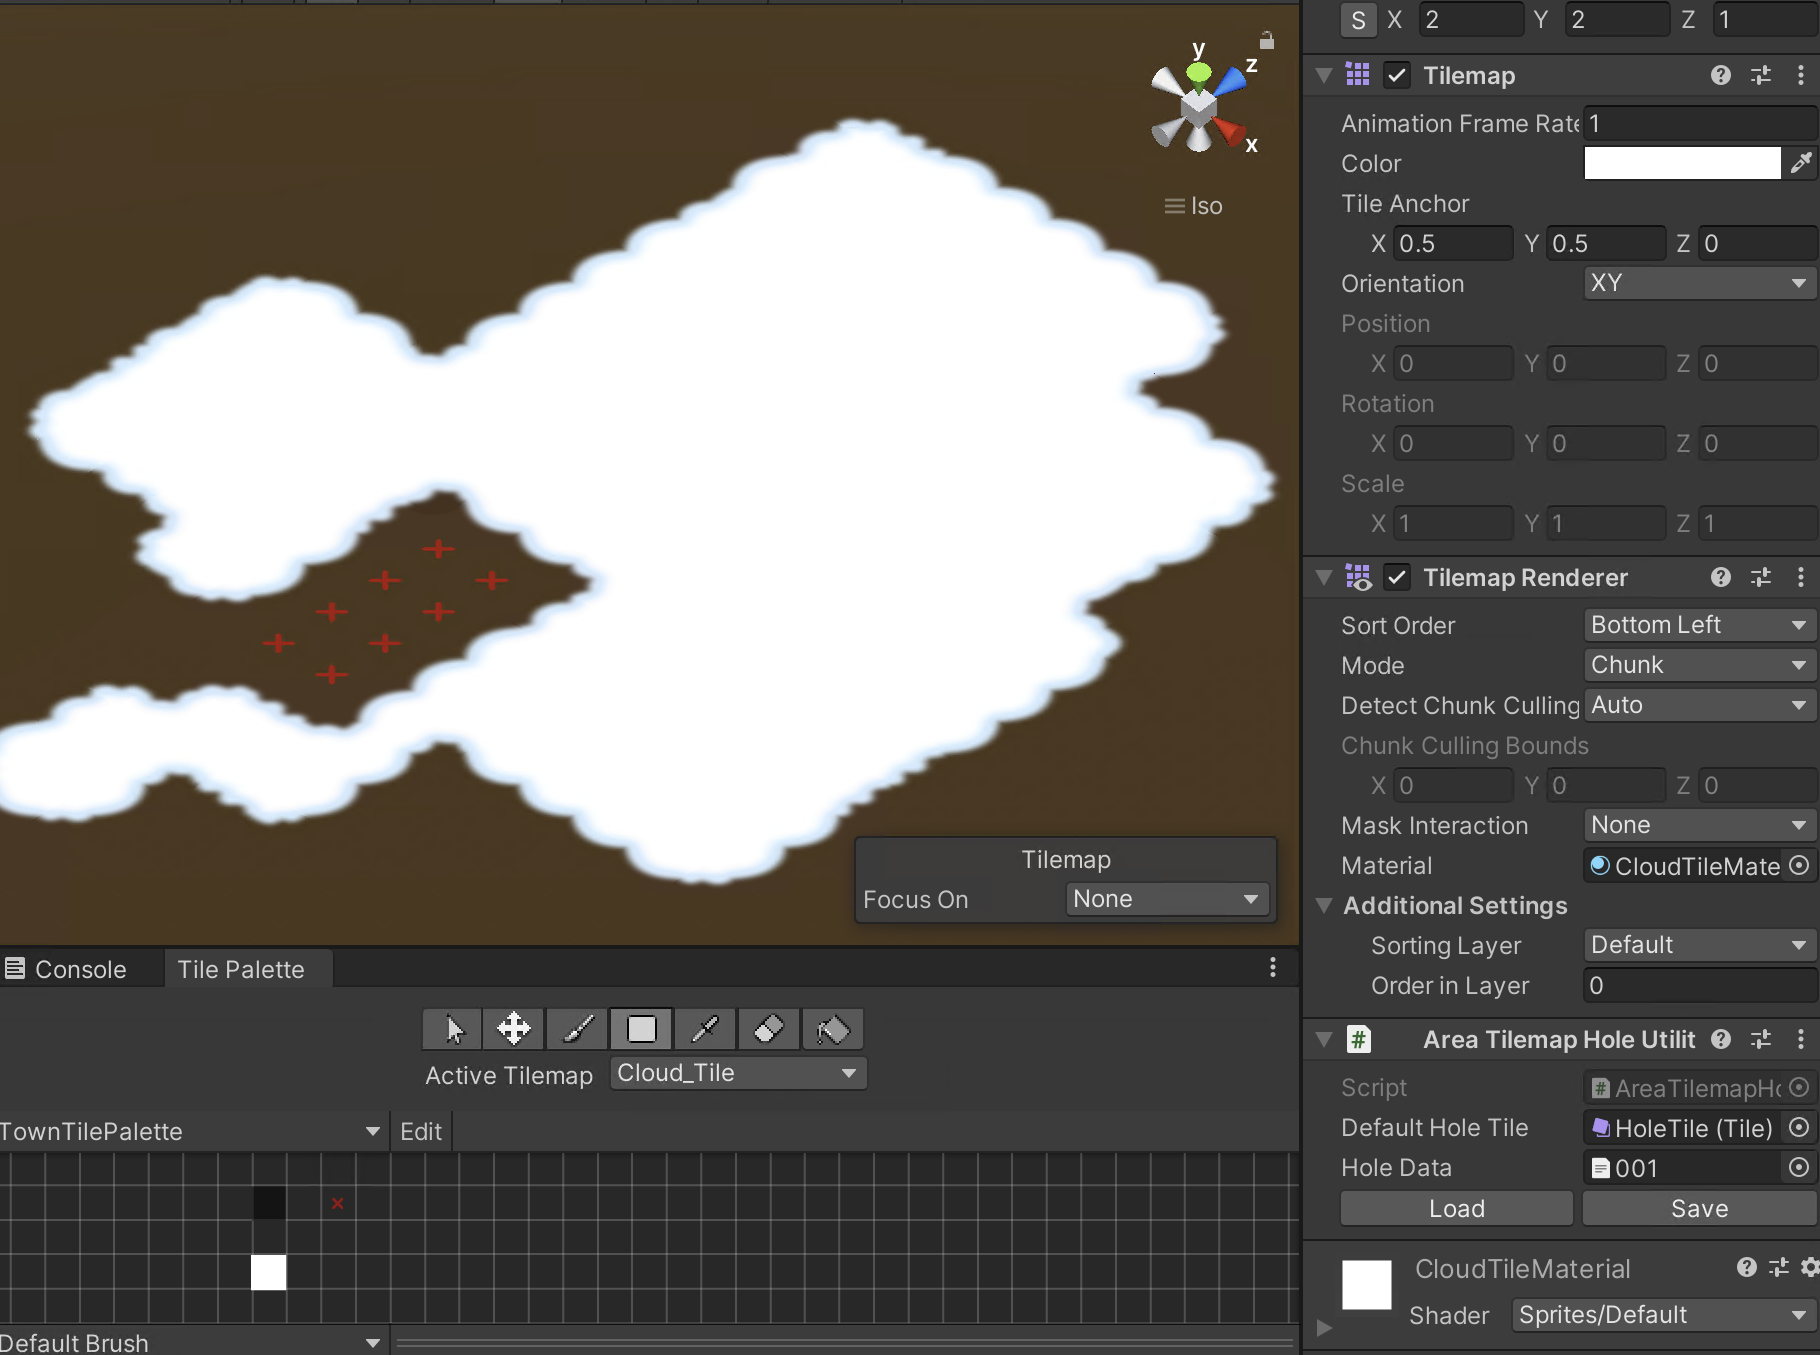 S X 2 Y 2 Z 1
Tilemap
Animation Frame Rate 1
Color
Tile Anchor
X 0.5 Y 0.5 Z 0
Orientation XY
Position
X 0 Y 0 Z 0
Rotation
X 0 Y 0 Z 0
Scale
X 1 Y 1 Z 1
Tilemap Renderer
Sort Order Bottom Left
Mode Chunk
Detect Chunk Culling Auto
Chunk Culling Bounds
X 0 Y 0 Z 0
Mask Interaction None
Material CloudTileMate
Additional Settings
Sorting Layer Default
Order in Layer 0
# Area Tilemap Hole Utilit
Script # AreaTilemapHo
Default Hole Tile HoleTile (Tile)
Hole Data 001
Load Save
CloudTileMaterial
Shader Sprites/Default
y
z
x
Iso
Tilemap
Focus On None
Console Tile Palette
Active Tilemap Cloud_Tile
TownTilePalette Edit
Default Brush